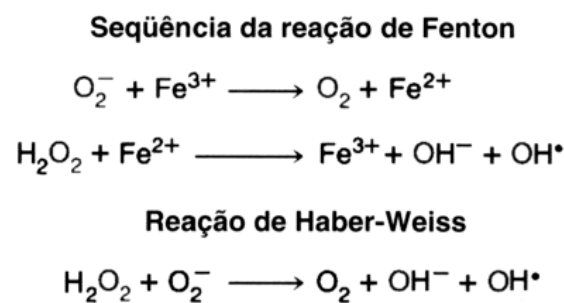 Seqüência da reação de Fenton
O₂⁻ + Fe³⁺ ⟶ O₂ + Fe²⁺
H₂O₂ + Fe²⁺ ⟶ Fe³⁺ + OH⁻ + OH•
Reação de Haber-Weiss
H₂O₂ + O₂⁻ ⟶ O₂ + OH⁻ + OH•